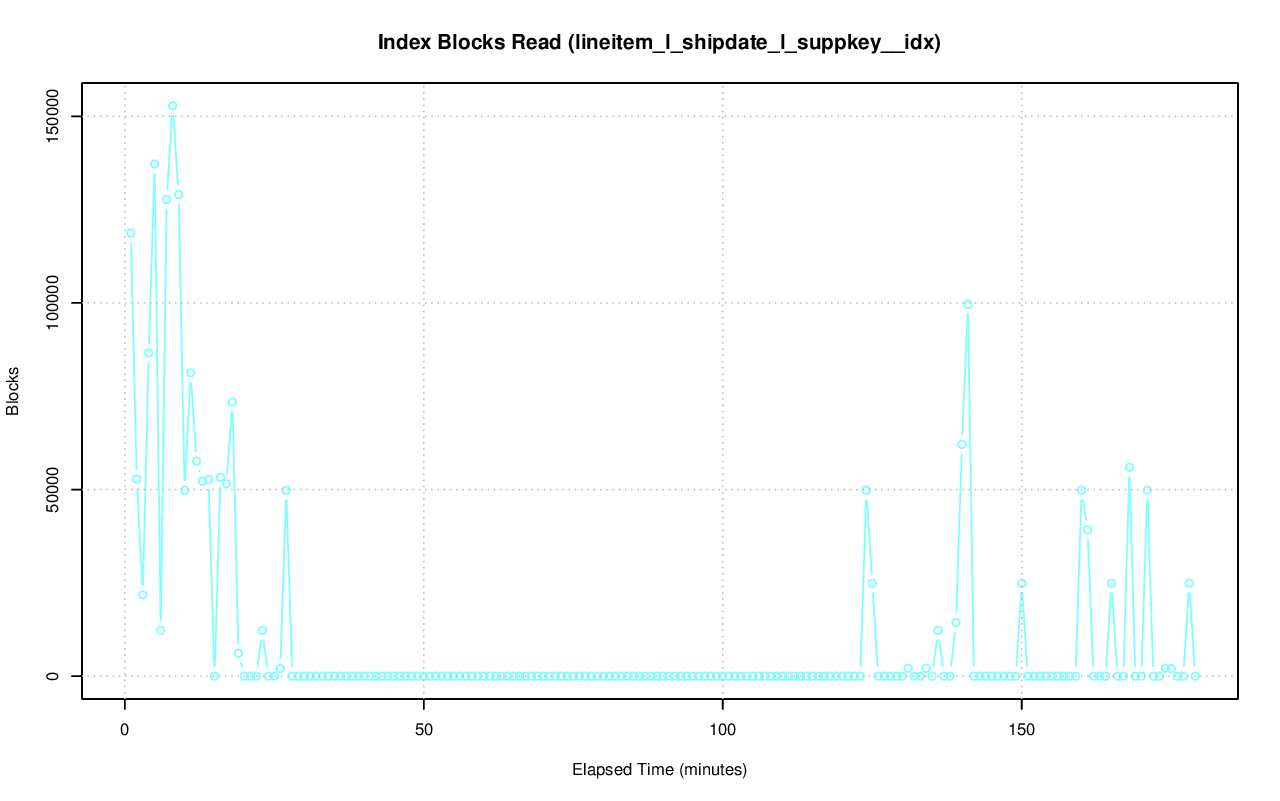 Index Blocks Read (lineitem_l_shipdate_l_suppkey__idx)
150000
100000
50000
0
Blocks
0 50 100 150
Elapsed Time (minutes)